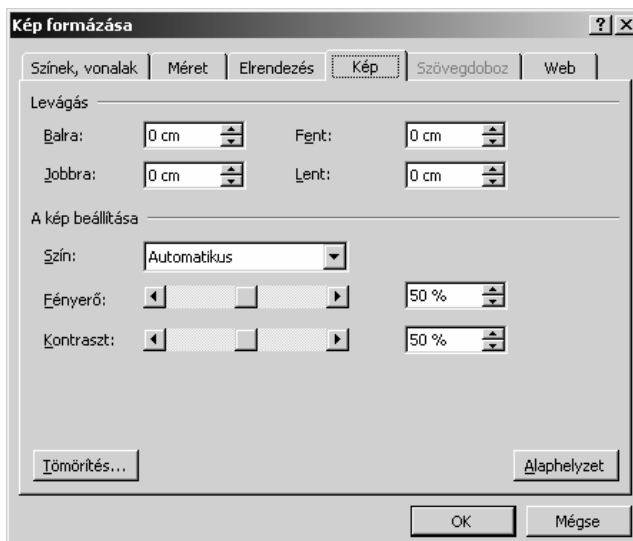 Kép formázása
Színek, vonalak Méret Elrendezés Kép Szövegdoboz Web
Levágás
Balra: 0 cm Fent: 0 cm
Jobbra: 0 cm Lent: 0 cm
A kép beállítása
Szín: Automatikus
Fényerő: 50 %
Kontraszt: 50 %
Tömörítés... Alaphelyzet
OK Mégse